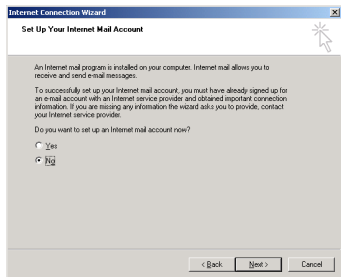 Internet Connection Wizard
Set Up Your Internet Mail Account
An Internet mail program is installed on your computer. Internet mail allows you to
receive and send e-mail messages.
To successfully set up your Internet mail account, you must have already signed up for
an e-mail account with an Internet service provider and obtained important connection
information. If you are missing any information the wizard asks you to provide, contact
your Internet service provider.
Do you want to set up an Internet mail account now?
Yes
No
< Back
Next >
Cancel